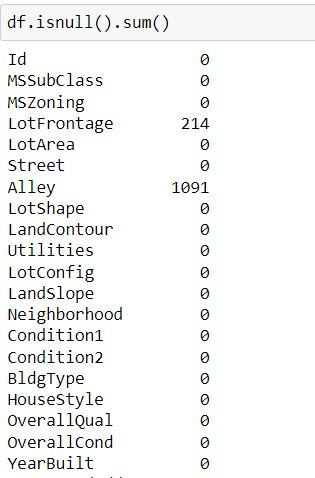 df.isnull().sum()
Id 0
MSSubClass 0
MSZoning 0
LotFrontage 214
LotArea 0
Street 0
Alley 1091
LotShape 0
LandContour 0
Utilities 0
LotConfig 0
LandSlope 0
Neighborhood 0
Condition1 0
Condition2 0
BldgType 0
HouseStyle 0
OverallQual 0
OverallCond 0
YearBuilt 0